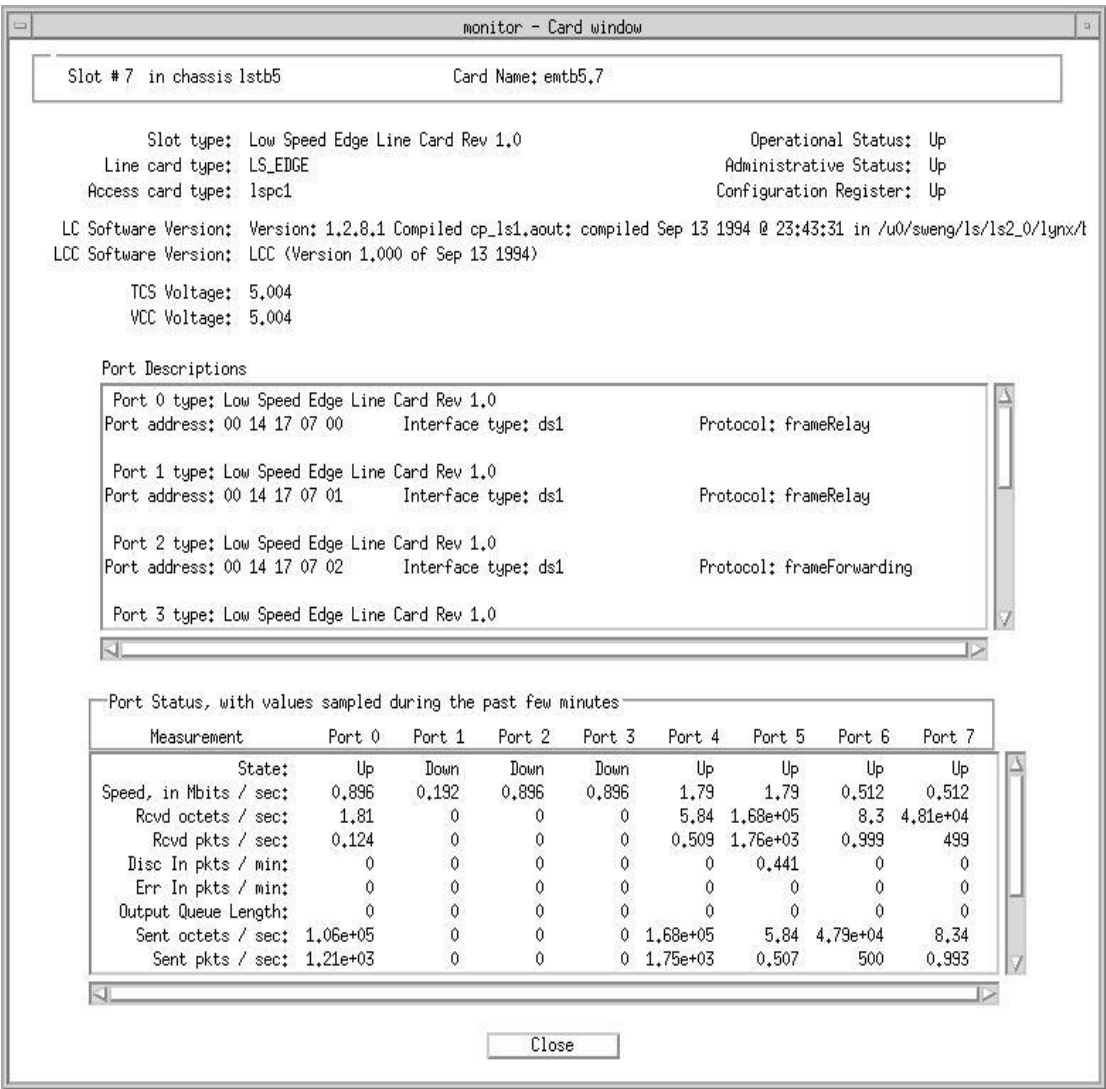 monitor - Card window
Slot # 7 in chassis lstb5 Card Name: emtb5.7
Slot type: Low Speed Edge Line Card Rev 1.0 Operational Status: Up
Line card type: LS_EDGE Administrative Status: Up
Access card type: lspc1 Configuration Register: Up
LC Software Version: Version: 1.2.8.1 Compiled cp_ls1.aout: compiled Sep 13 1994 @ 23:43:31 in /u0/sweng/ls/ls2_0/lynx/t
LCC Software Version: LCC (Version 1.000 of Sep 13 1994)
TCS Voltage: 5.004
VCC Voltage: 5.004
Port Descriptions
Port 0 type: Low Speed Edge Line Card Rev 1.0
Port address: 00 14 17 07 00 Interface type: ds1 Protocol: frameRelay
Port 1 type: Low Speed Edge Line Card Rev 1.0
Port address: 00 14 17 07 01 Interface type: ds1 Protocol: frameRelay
Port 2 type: Low Speed Edge Line Card Rev 1.0
Port address: 00 14 17 07 02 Interface type: ds1 Protocol: frameForwarding
Port 3 type: Low Speed Edge Line Card Rev 1.0
Port Status, with values sampled during the past few minutes
Measurement Port 0 Port 1 Port 2 Port 3 Port 4 Port 5 Port 6 Port 7
State: Up Down Down Down Up Up Up Up
Speed, in Mbits / sec: 0.896 0.192 0.896 0.896 1.79 1.79 0.512 0.512
Rcvd octets / sec: 1.81 0 0 0 5.84 1.68e+05 8.3 4.81e+04
Rcvd pkts / sec: 0.124 0 0 0 0.509 1.76e+03 0.999 499
Disc In pkts / min: 0 0 0 0 0 0.441 0 0
Err In pkts / min: 0 0 0 0 0 0 0 0
Output Queue Length: 0 0 0 0 0 0 0 0
Sent octets / sec: 1.06e+05 0 0 0 1.68e+05 5.84 4.79e+04 8.34
Sent pkts / sec: 1.21e+03 0 0 0 1.75e+03 0.507 500 0.993
Close